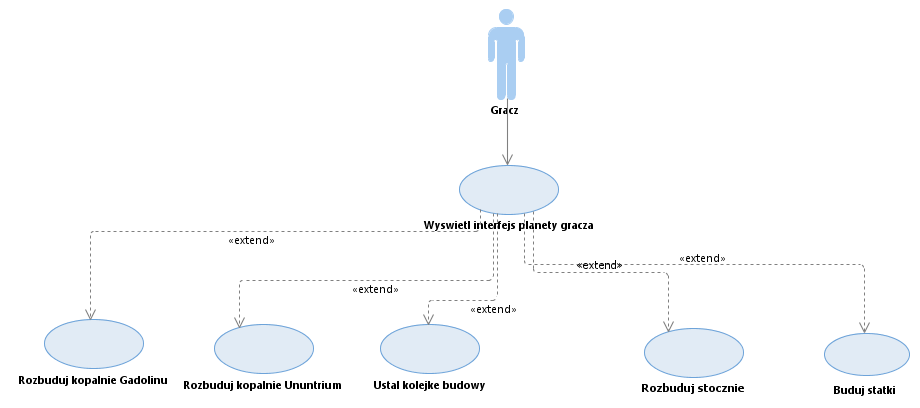 Gracz
Wyswietl interfejs planety gracza
«extend»
«extend»
«extend»
«extend»
«extend»
Rozbuduj kopalnie Gadolinu
Rozbuduj kopalnie Ununtrium
Ustal kolejke budowy
Rozbuduj stocznie
Buduj statki